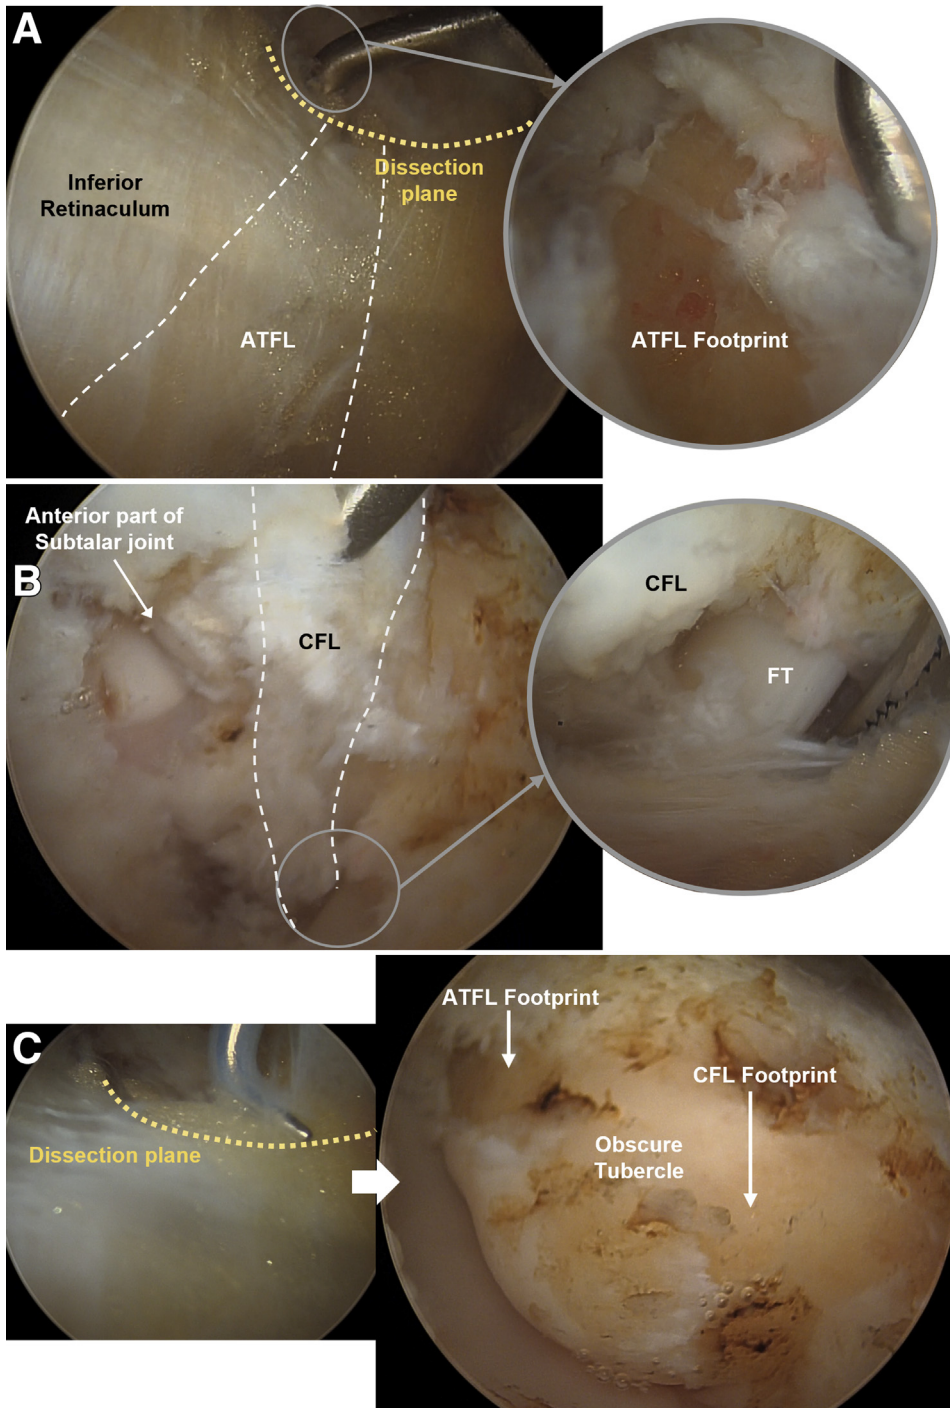 A
Inferior
Retinaculum
Dissection
plane
ATFL
ATFL Footprint
Anterior part of
Subtalar joint
B
CFL
CFL
FT
C
Dissection plane
ATFL Footprint
CFL Footprint
Obscure
Tubercle